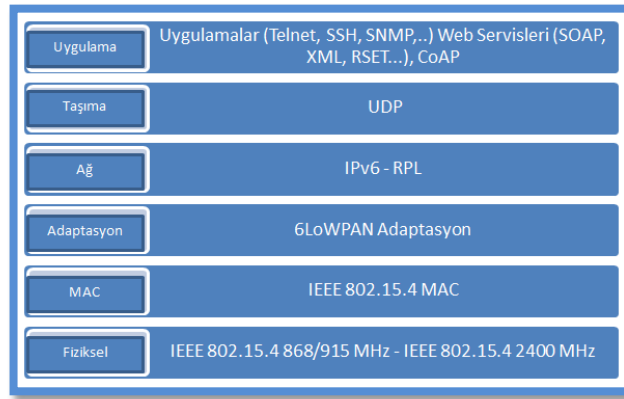 Uygulama
Uygulamalar (Telnet, SSH, SNMP,..) Web Servisleri (SOAP,
XML, RSET...), CoAP
Taşıma
UDP
Ağ
IPv6 - RPL
Adaptasyon
6LoWPAN Adaptasyon
MAC
IEEE 802.15.4 MAC
Fiziksel
IEEE 802.15.4 868/915 MHz - IEEE 802.15.4 2400 MHz